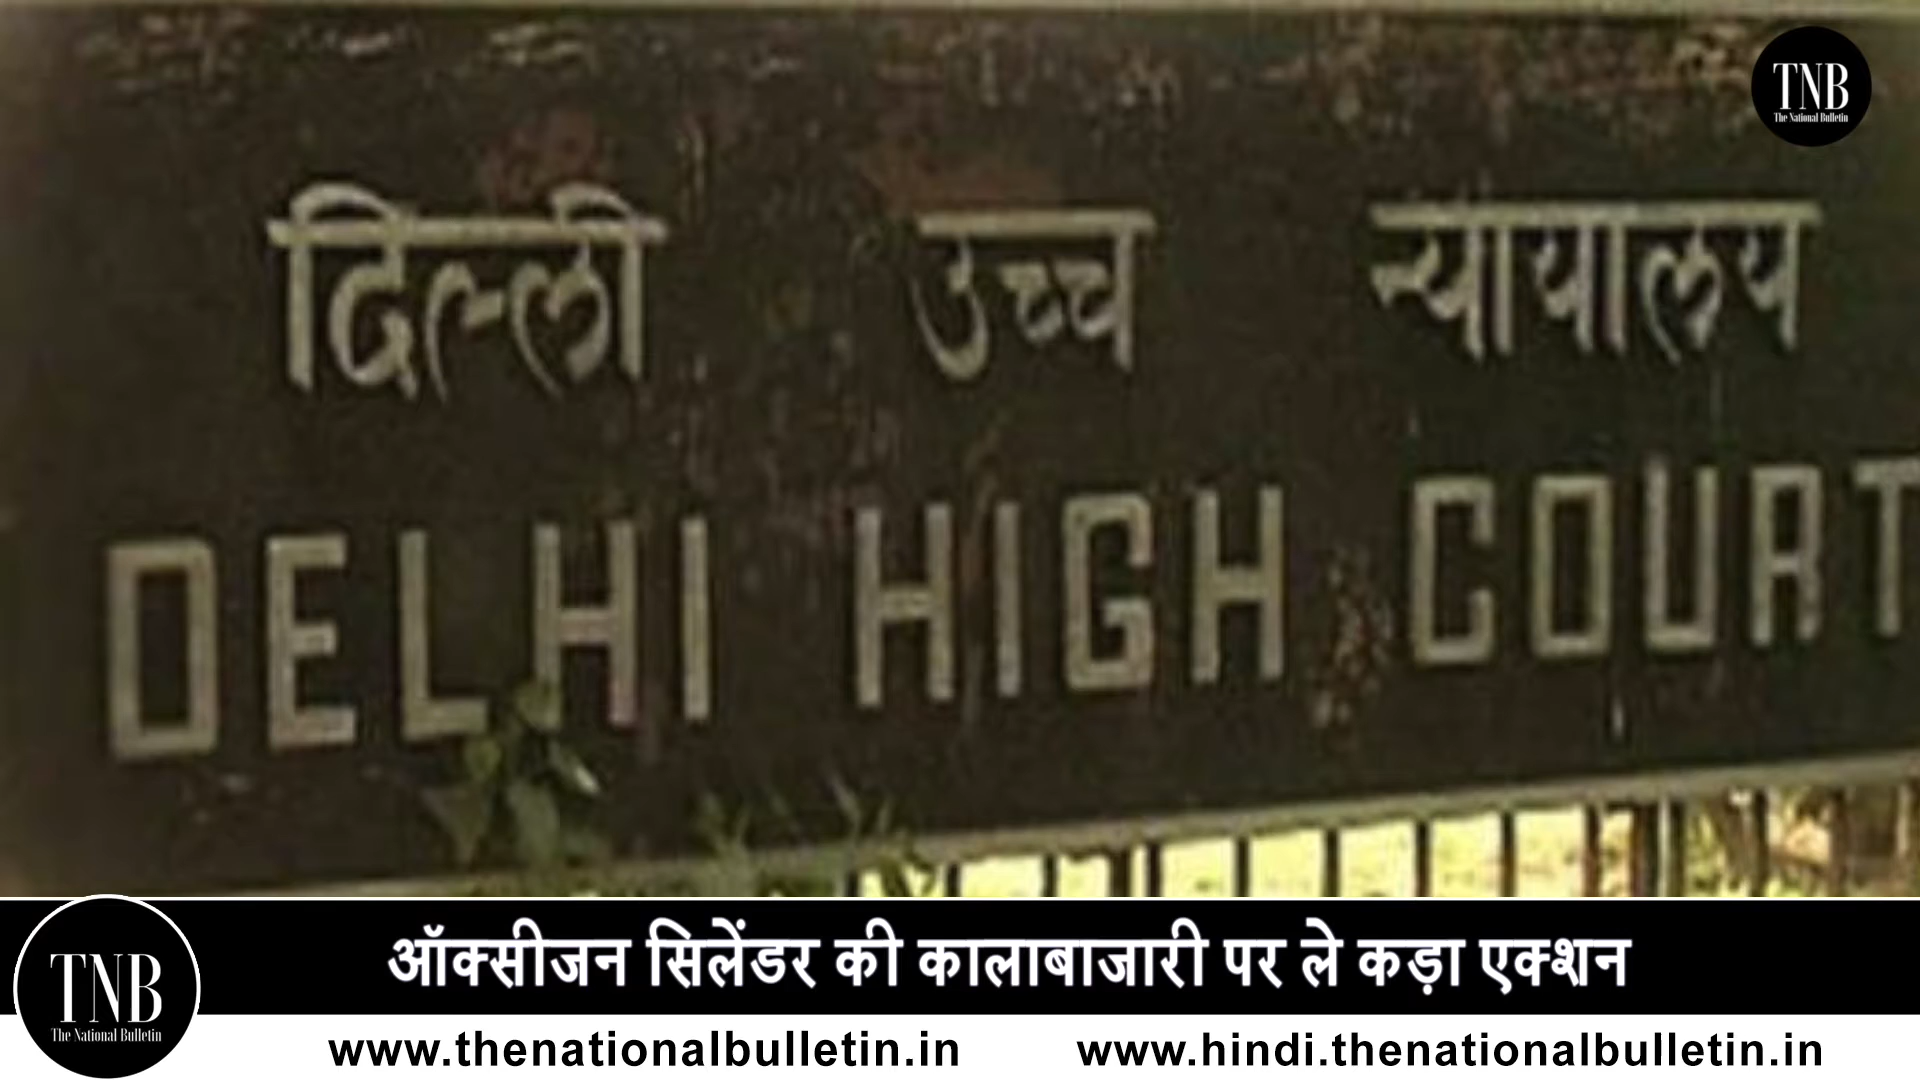 TNB
The National Bulletin
दिल्ली उच्च न्यायालय
DELHI HIGH COURT
ऑक्सीजन सिलेंडर की कालाबाजारी पर ले कड़ा एक्शन
TNB
The National Bulletin
www.thenationalbulletin.in www.hindi.thenationalbulletin.in